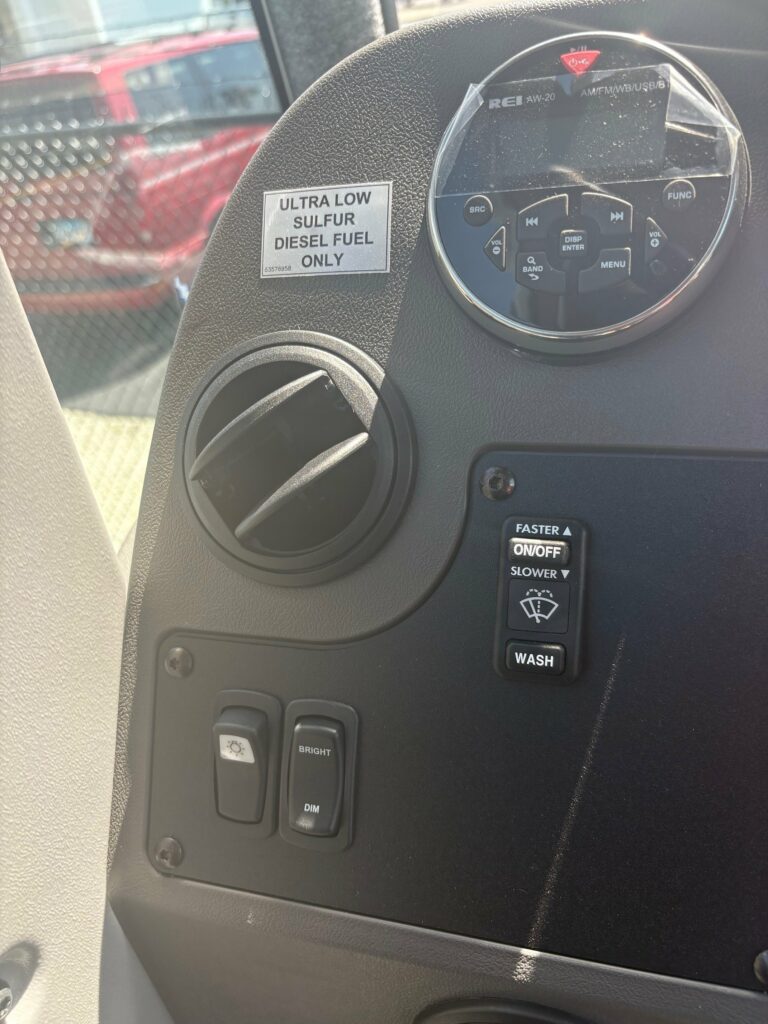 REI AW-20 AM/FM/WB/USB/BT
SRC
FUNC
VOL
DISP
ENTER
VOL
BAND
MENU
ULTRA LOW
SULFUR
DIESEL FUEL
ONLY
FASTER ▲
ON/OFF
SLOWER ▼
WASH
BRIGHT
DIM